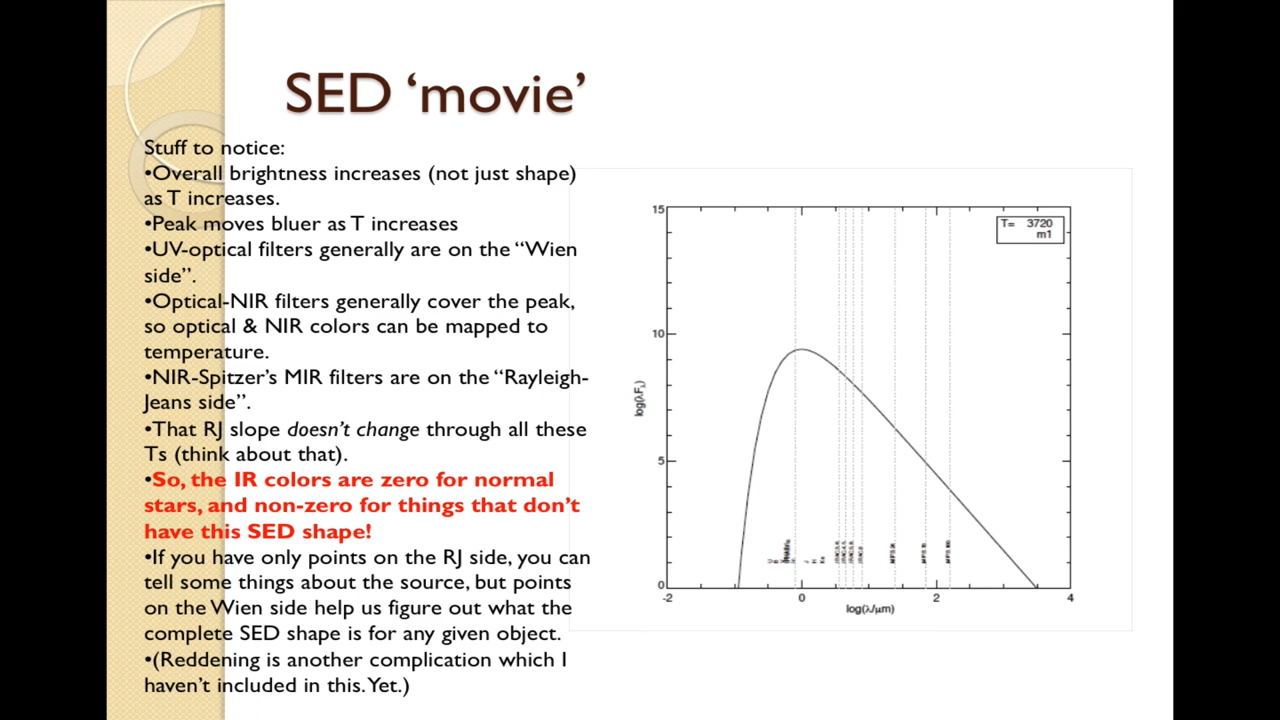 SED ‘movie’
Stuff to notice:
•Overall brightness increases (not just shape)
as T increases.
•Peak moves bluer as T increases
•UV-optical filters generally are on the “Wien
side”.
•Optical-NIR filters generally cover the peak,
so optical & NIR colors can be mapped to
temperature.
•NIR-Spitzer’s MIR filters are on the “Rayleigh-
Jeans side”.
•That RJ slope doesn’t change through all these
Ts (think about that).
•So, the IR colors are zero for normal
stars, and non-zero for things that don’t
have this SED shape!
•If you have only points on the RJ side, you can
tell some things about the source, but points
on the Wien side help us figure out what the
complete SED shape is for any given object.
•(Reddening is another complication which I
haven’t included in this. Yet.)
T= 3720
m1
15
10
5
0
log(λFλ)
-2 0 2 4
log(λ/μm)